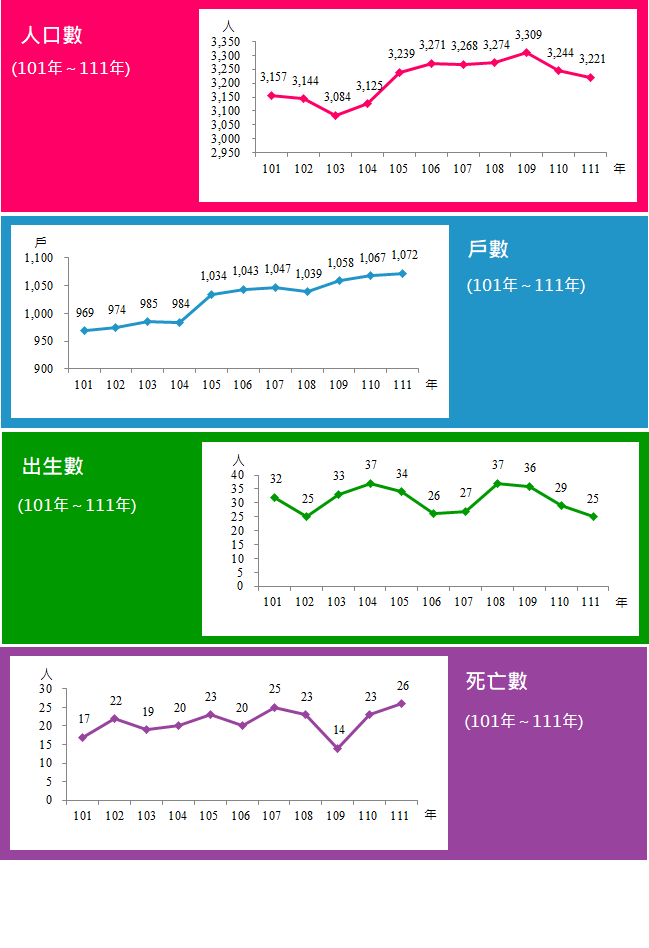 人口數
(101年～111年)
人
3,350
3,300
3,250
3,200
3,150
3,100
3,050
3,000
2,950
3,157 3,144 3,084 3,125 3,239 3,271 3,268 3,274 3,309 3,244 3,221
101 102 103 104 105 106 107 108 109 110 111 年
戶
1,100
1,050
1,000
950
900
969 974 985 984 1,034 1,043 1,047 1,039 1,058 1,067 1,072
101 102 103 104 105 106 107 108 109 110 111 年
戶數
(101年～111年)
出生數
(101年～111年)
人
40
35
30
25
20
15
10
5
0
32 25 33 37 34 26 27 37 36 29 25
101 102 103 104 105 106 107 108 109 110 111 年
人
30
25
20
15
10
5
0
17 22 19 20 23 20 25 23 14 23 26
101 102 103 104 105 106 107 108 109 110 111 年
死亡數
(101年～111年)